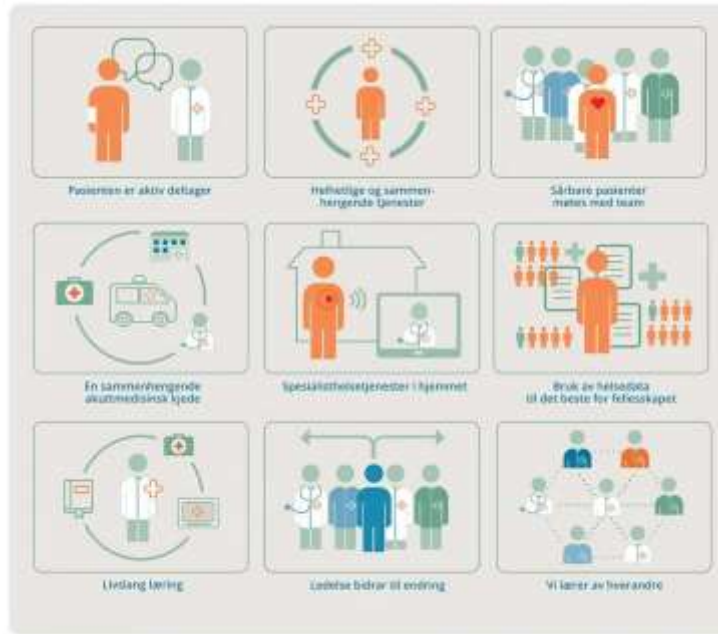 Pasienten er aktiv deltager
Helhetlige og sammen-
hengende tjenester
Sårbare pasienter
møtes med team
En sammenhengende
akuttmedisinsk kjede
Spesialisthelsetjenester i hjemmet
Bruk av helsedata
til det beste for fellesskapet
Livslang læring
Ledelse bidrar til endring
Vi lærer av hverandre